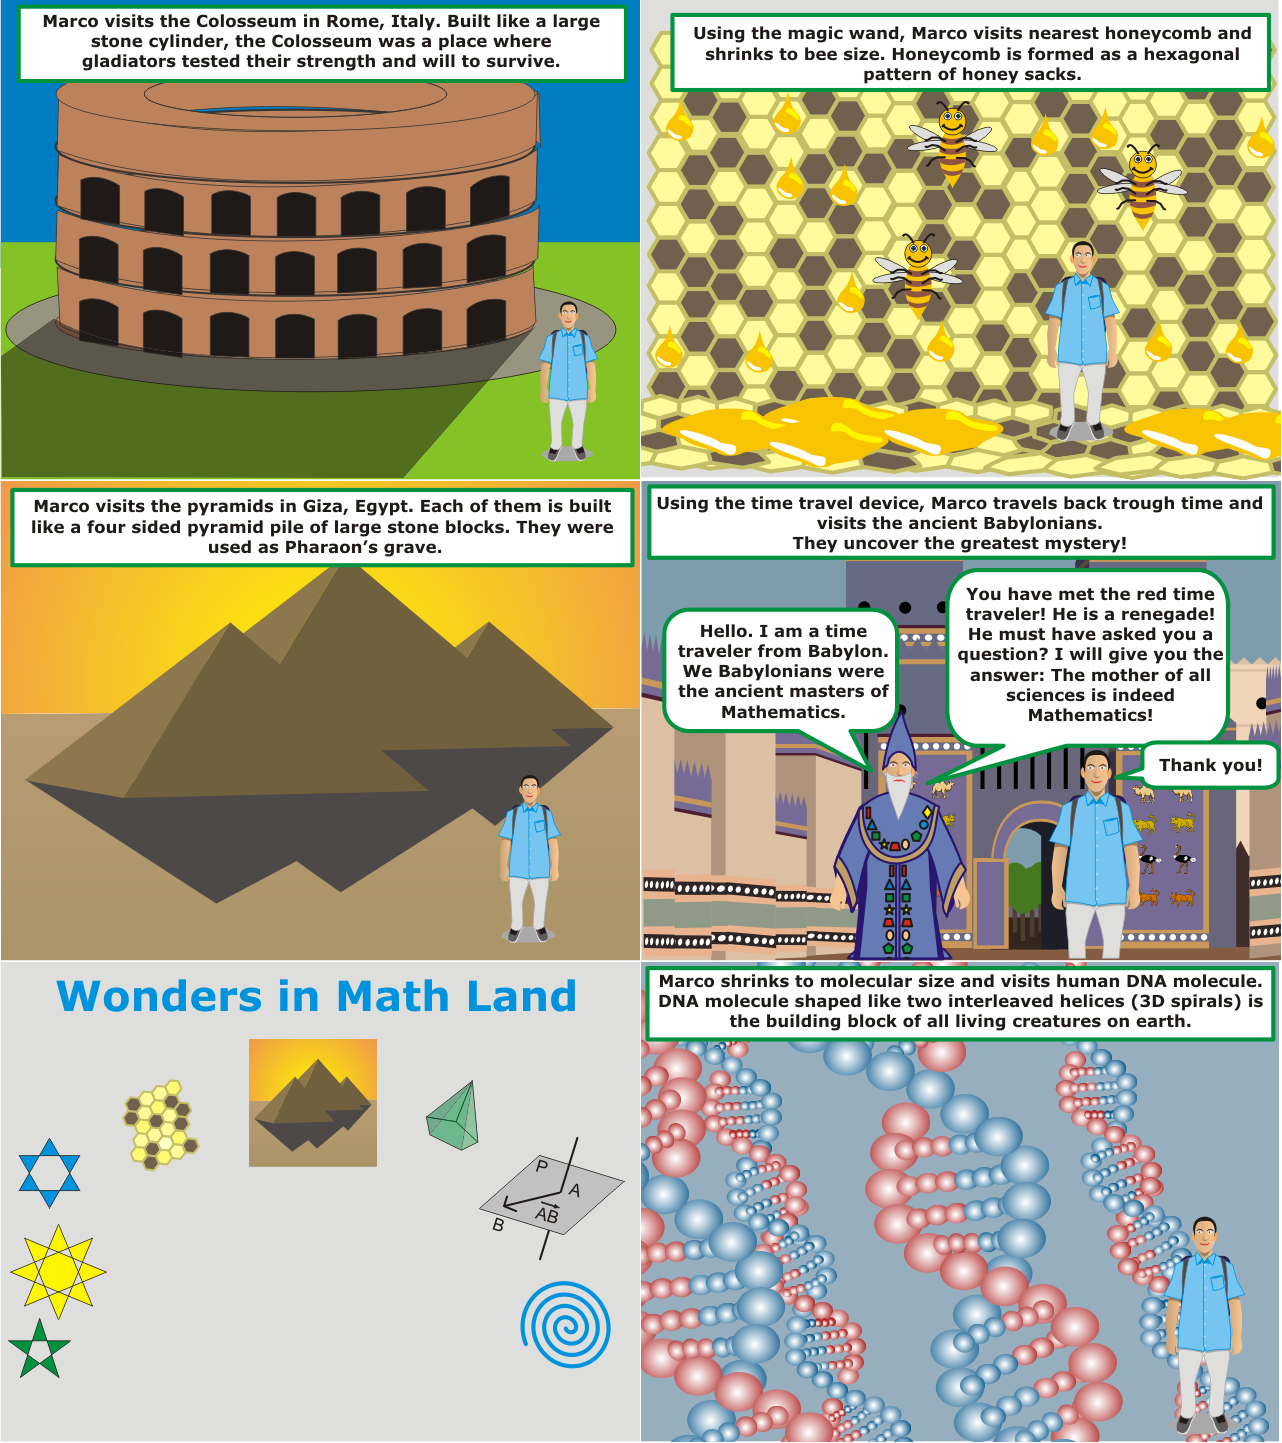 Marco visits the Colosseum in Rome, Italy. Built like a large
stone cylinder, the Colosseum was a place where
gladiators tested their strength and will to survive.
Using the magic wand, Marco visits nearest honeycomb and
shrinks to bee size. Honeycomb is formed as a hexagonal
pattern of honey sacks.
Marco visits the pyramids in Giza, Egypt. Each of them is built
like a four sided pyramid pile of large stone blocks. They were
used as Pharaon's grave.
Using the time travel device, Marco travels back trough time and
visits the ancient Babylonians.
They uncover the greatest mystery!
Hello. I am a time
traveler from Babylon.
We Babylonians were
the ancient masters of
Mathematics.
You have met the red time
traveler! He is a renegade!
He must have asked you a
question? I will give you the
answer: The mother of all
sciences is indeed
Mathematics!
Thank you!
Wonders in Math Land
P
A
AB
B
Marco shrinks to molecular size and visits human DNA molecule.
DNA molecule shaped like two interleaved helices (3D spirals) is
the building block of all living creatures on earth.